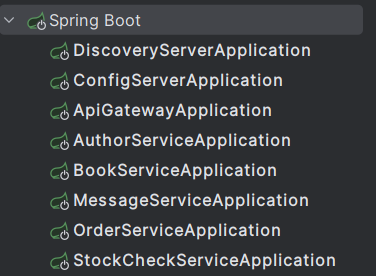 Spring Boot
DiscoveryServerApplication
ConfigServerApplication
ApiGatewayApplication
AuthorServiceApplication
BookServiceApplication
MessageServiceApplication
OrderServiceApplication
StockCheckServiceApplication